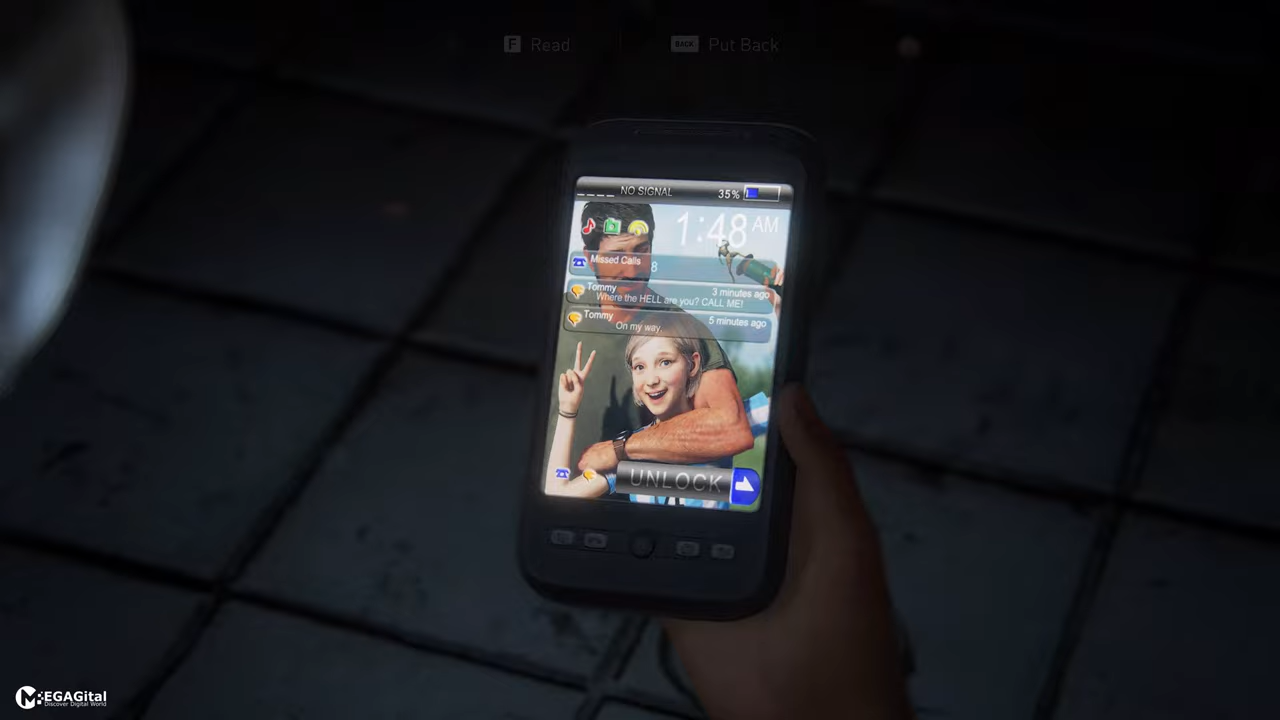 F Read
BACK Put Back
NO SIGNAL 35%
1:48 AM
Missed Calls
8
Tommy 3 minutes ago
Where the HELL are you? CALL ME!
Tommy 5 minutes ago
On my way
UNLOCK
MEGAGital
Discover Digital World